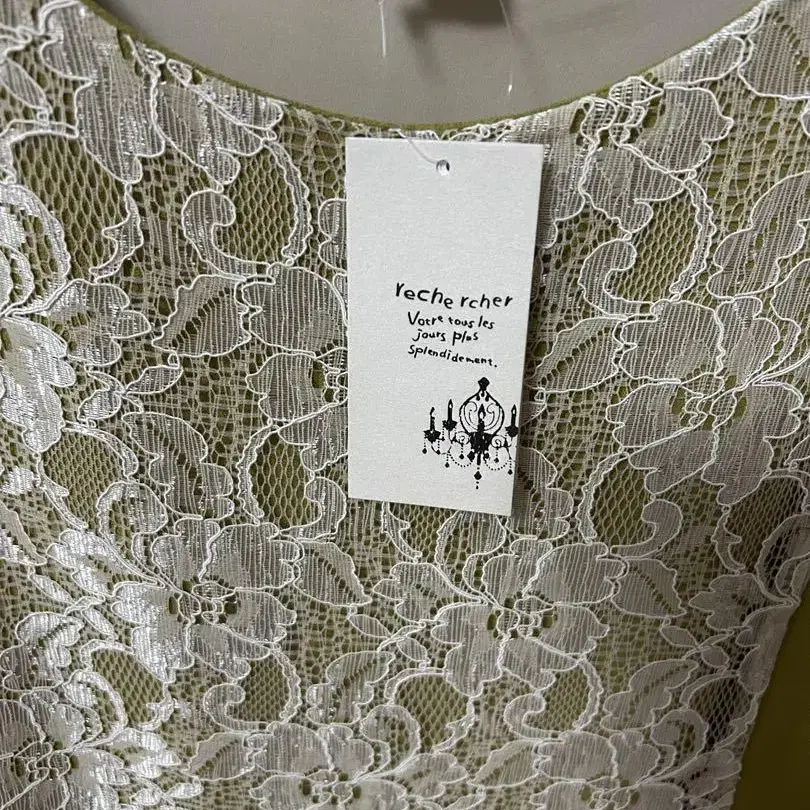 reche rcher
Votre tous les
jours plus
Splendidement.